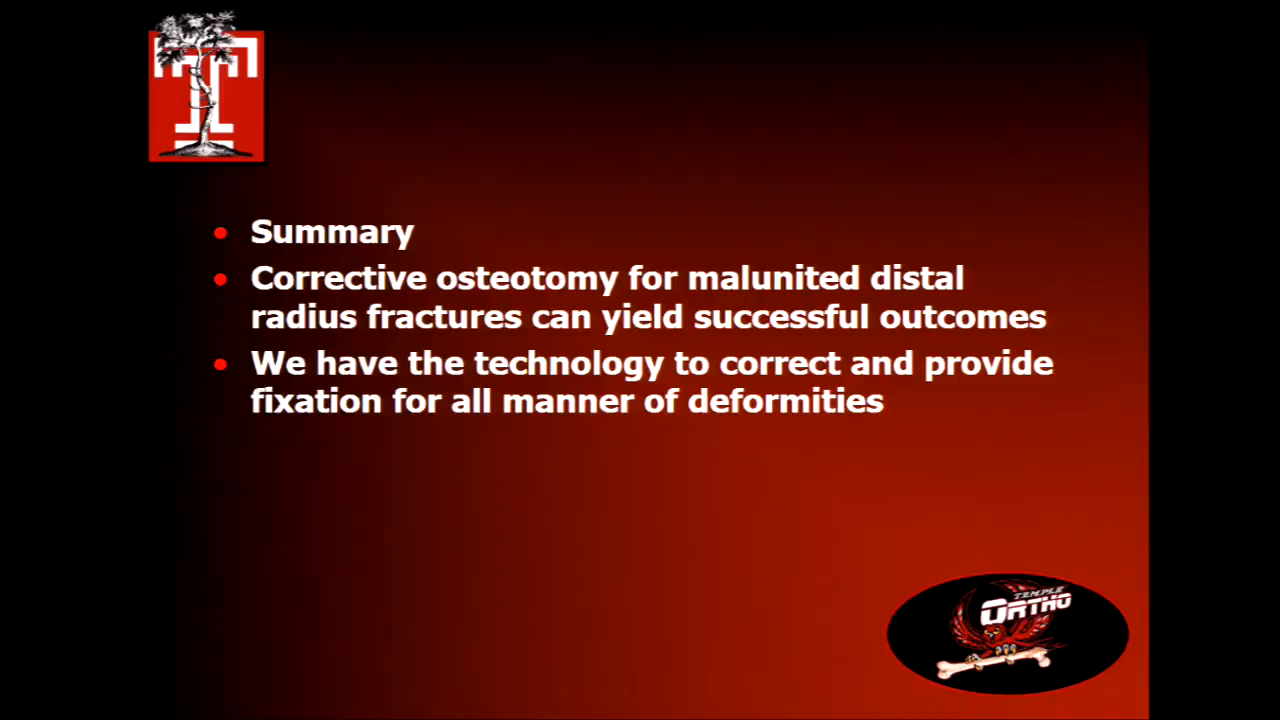 Summary
Corrective osteotomy for malunited distal
radius fractures can yield successful outcomes
We have the technology to correct and provide
fixation for all manner of deformities
TEMPLE
ORTHO